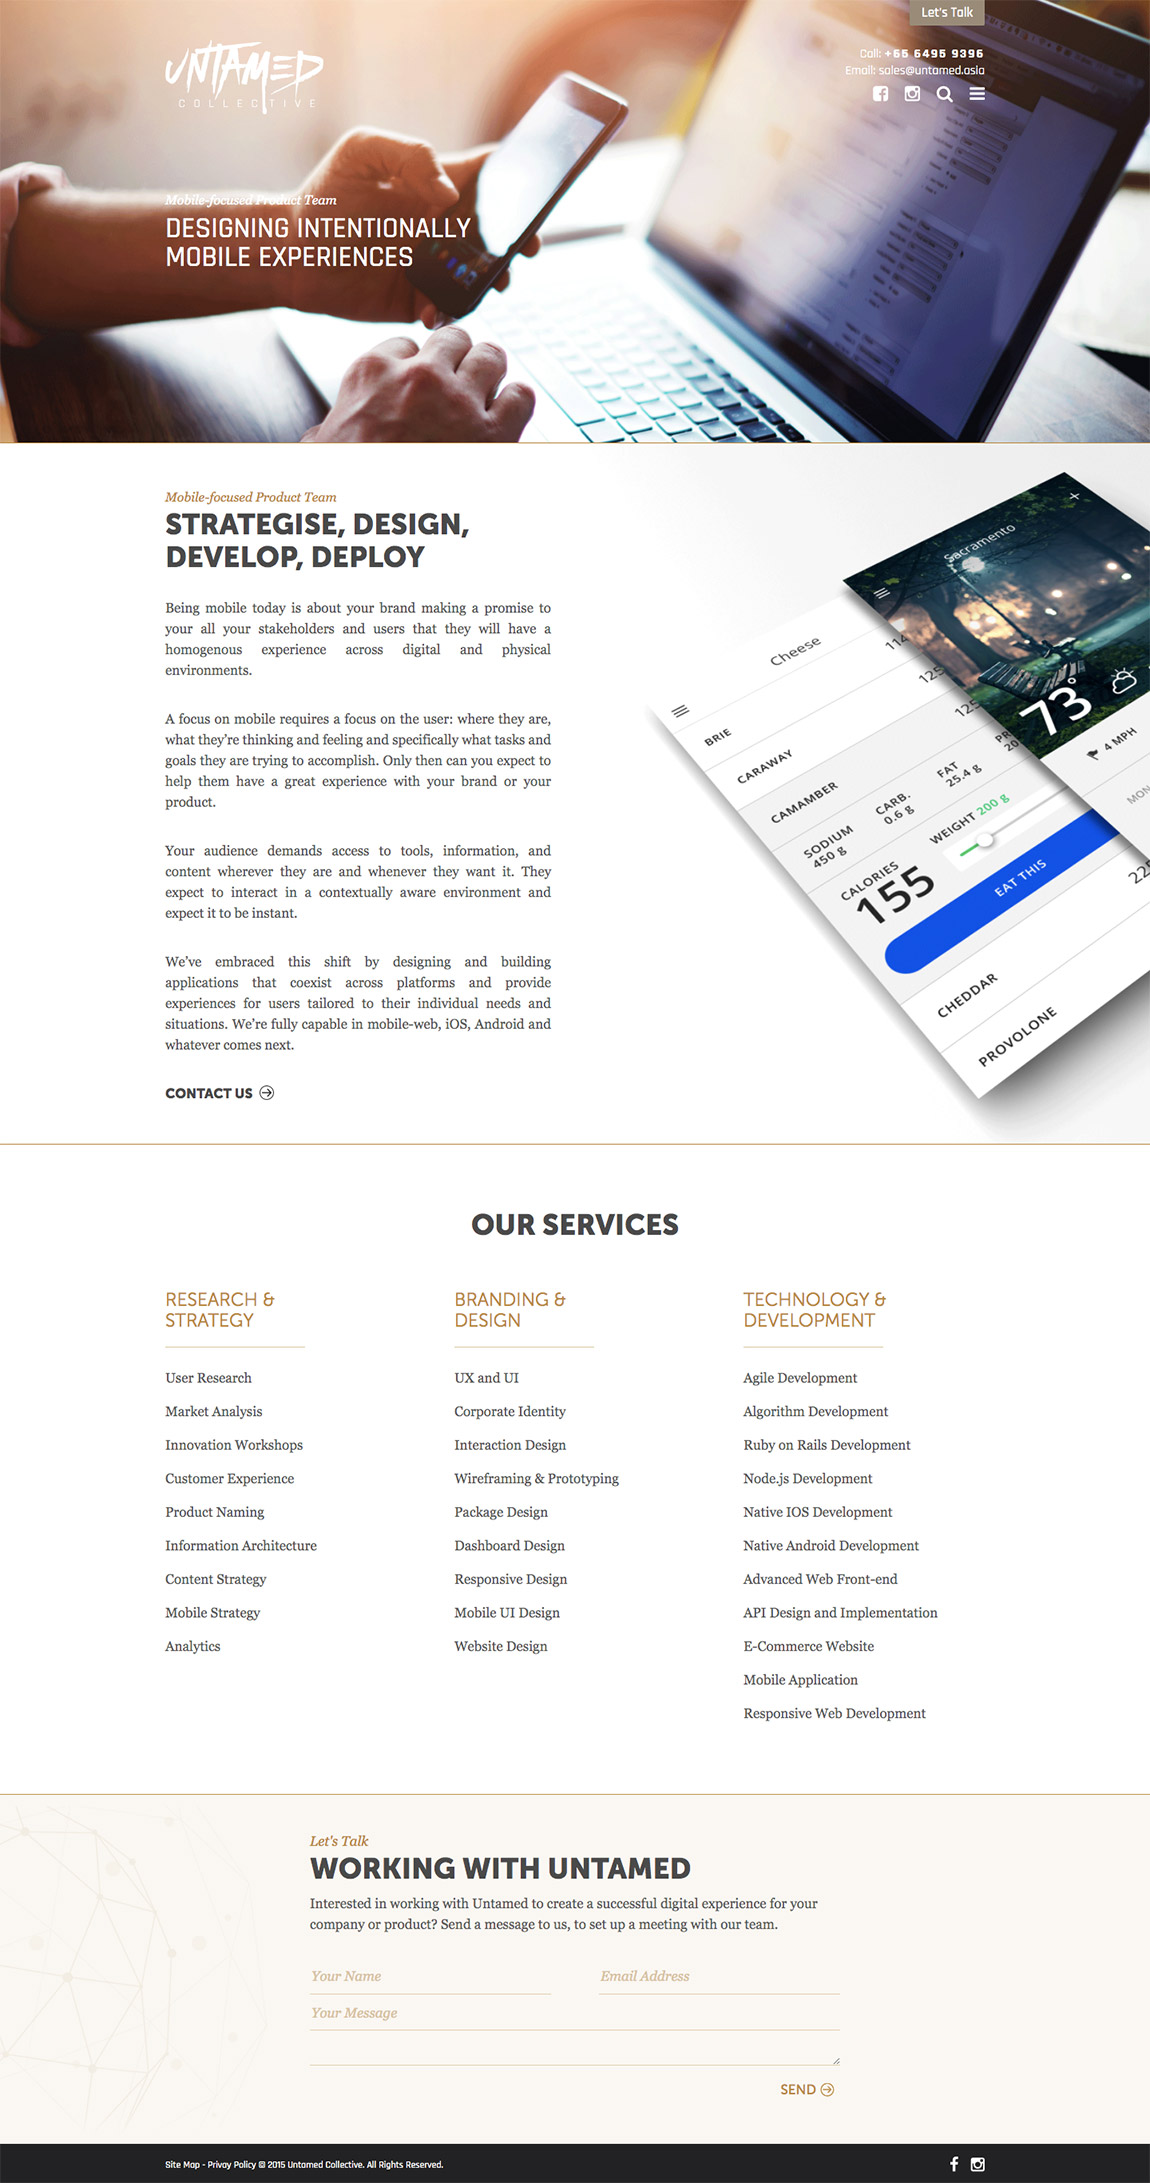 Let's Talk
UNTAMED
COLLECTIVE
Call: +65 6495 9396
Email: sales@untamed.asia
Mobile-focused Product Team
DESIGNING INTENTIONALLY
MOBILE EXPERIENCES
Mobile-focused Product Team
STRATEGISE, DESIGN,
DEVELOP, DEPLOY
Being mobile today is about your brand making a promise to
your all your stakeholders and users that they will have a
homogenous experience across digital and physical
environments.
A focus on mobile requires a focus on the user: where they are,
what they’re thinking and feeling and specifically what tasks and
goals they are trying to accomplish. Only then can you expect to
help them have a great experience with your brand or your
product.
Your audience demands access to tools, information, and
content wherever they are and whenever they want it. They
expect to interact in a contextually aware environment and
expect it to be instant.
We’ve embraced this shift by designing and building
applications that coexist across platforms and provide
experiences for users tailored to their individual needs and
situations. We’re fully capable in mobile-web, iOS, Android and
whatever comes next.
CONTACT US
Sacramento
73°
4 MPH
MON
Cheese
114
BRIE
125
CARAWAY
125
CAMAMBER
SODIUM
450 g
CARB.
0.6 g
FAT
25.4 g
PR
20
CALORIES
155
WEIGHT 200 g
EAT THIS
225
CHEDDAR
PROVOLONE
OUR SERVICES
RESEARCH &
STRATEGY
User Research
Market Analysis
Innovation Workshops
Customer Experience
Product Naming
Information Architecture
Content Strategy
Mobile Strategy
Analytics
BRANDING &
DESIGN
UX and UI
Corporate Identity
Interaction Design
Wireframing & Prototyping
Package Design
Dashboard Design
Responsive Design
Mobile UI Design
Website Design
TECHNOLOGY &
DEVELOPMENT
Agile Development
Algorithm Development
Ruby on Rails Development
Node.js Development
Native IOS Development
Native Android Development
Advanced Web Front-end
API Design and Implementation
E-Commerce Website
Mobile Application
Responsive Web Development
Let's Talk
WORKING WITH UNTAMED
Interested in working with Untamed to create a successful digital experience for your
company or product? Send a message to us, to set up a meeting with our team.
Your Name
Email Address
Your Message
SEND
Site Map - Privay Policy © 2015 Untamed Collective. All Rights Reserved.